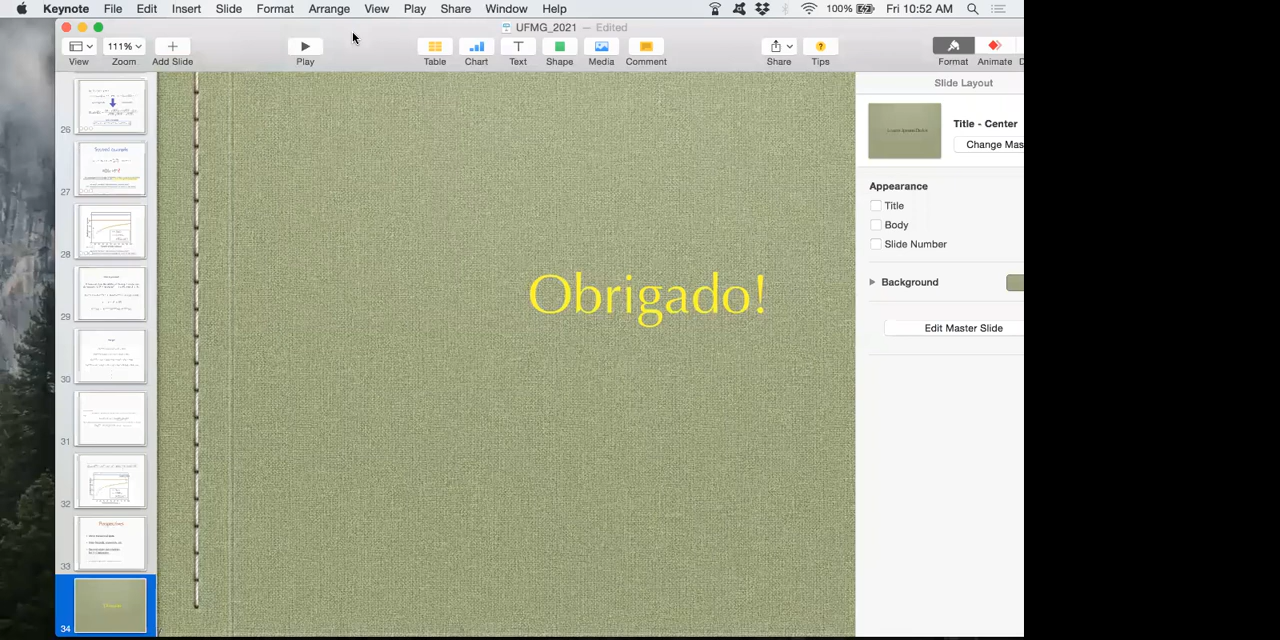 Keynote File Edit Insert Slide Format Arrange View Play Share Window Help 100% Fri 10:52 AM
UFMG_2021 — Edited
111%
View Zoom Add Slide Play Table Chart Text Shape Media Comment Share Tips Format Animate D
Slide Layout
Title - Center
Change Mas
Appearance
Title
Body
Slide Number
Background
Edit Master Slide
Obrigado!
26
27
28
29
30
31
32
Perspectives
33
34